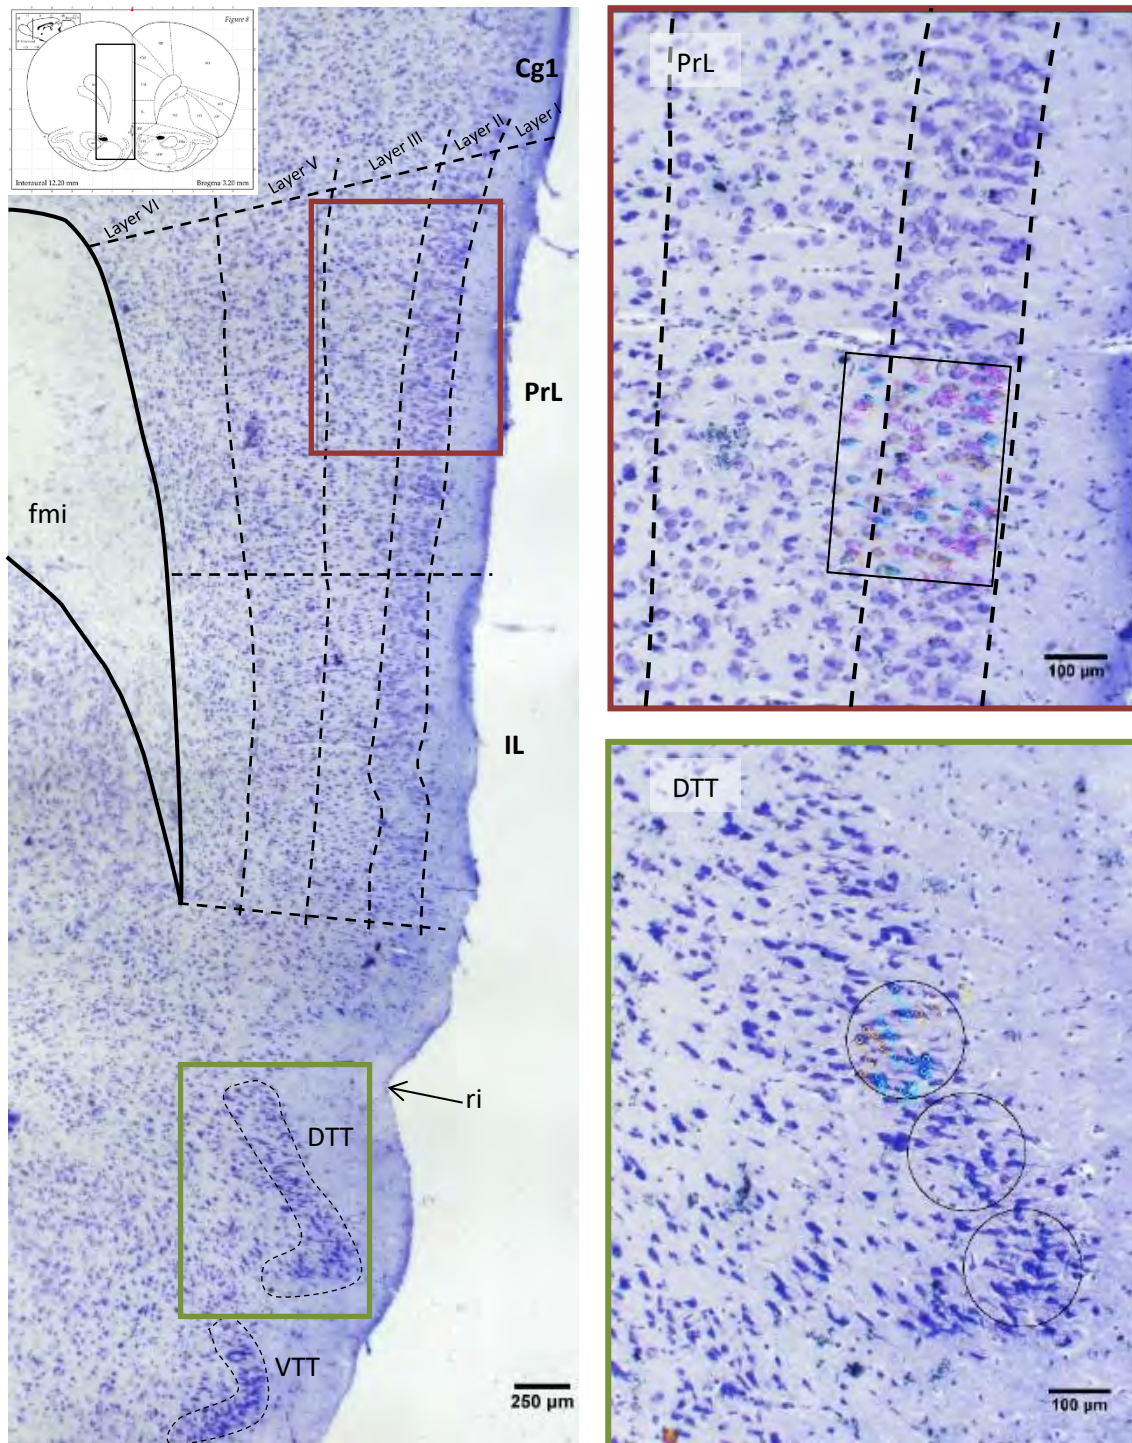 Figure 8
Interaural 12.20 mm
Bregma 3.20 mm
Cg1
Layer I
Layer II
Layer III
Layer V
Layer VI
PrL
fmi
IL
ri
DTT
VTT
250 µm
PrL
100 µm
DTT
100 µm